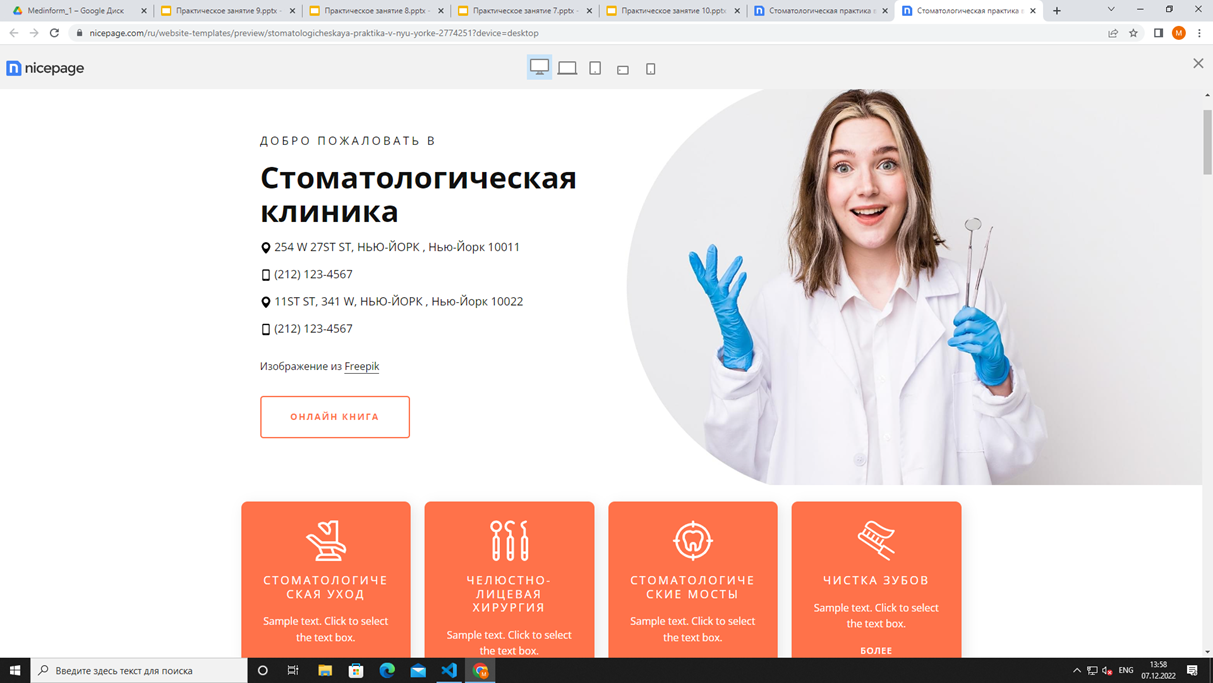 Medinform_1 – Google Диск
Практическое занятие 9.pptx -
Практическое занятие 8.pptx -
Практическое занятие 7.pptx -
Практическое занятие 10.pptx
Стоматологическая практика
Стоматологическая практика
nicepage.com/ru/website-templates/preview/stomatologicheskaya-praktika-v-nyu-yorke-2774251?device=desktop
M
nicepage
ДОБРО ПОЖАЛОВАТЬ В
Стоматологическая
клиника
254 W 27ST ST, НЬЮ-ЙОРК , Нью-Йорк 10011
(212) 123-4567
11ST ST, 341 W, НЬЮ-ЙОРК , Нью-Йорк 10022
(212) 123-4567
Изображение из Freepik
ОНЛАЙН КНИГА
СТОМАТОЛОГИЧЕ
СКАЯ УХОД
Sample text. Click to select
the text box.
ЧЕЛЮСТНО-
ЛИЦЕВАЯ
ХИРУРГИЯ
Sample text. Click to select
the text box.
СТОМАТОЛОГИЧЕ
СКИЕ МОСТЫ
Sample text. Click to select
the text box.
ЧИСТКА ЗУБОВ
Sample text. Click to select
the text box.
БОЛЕЕ
Введите здесь текст для поиска
ENG
13:58
07.12.2022